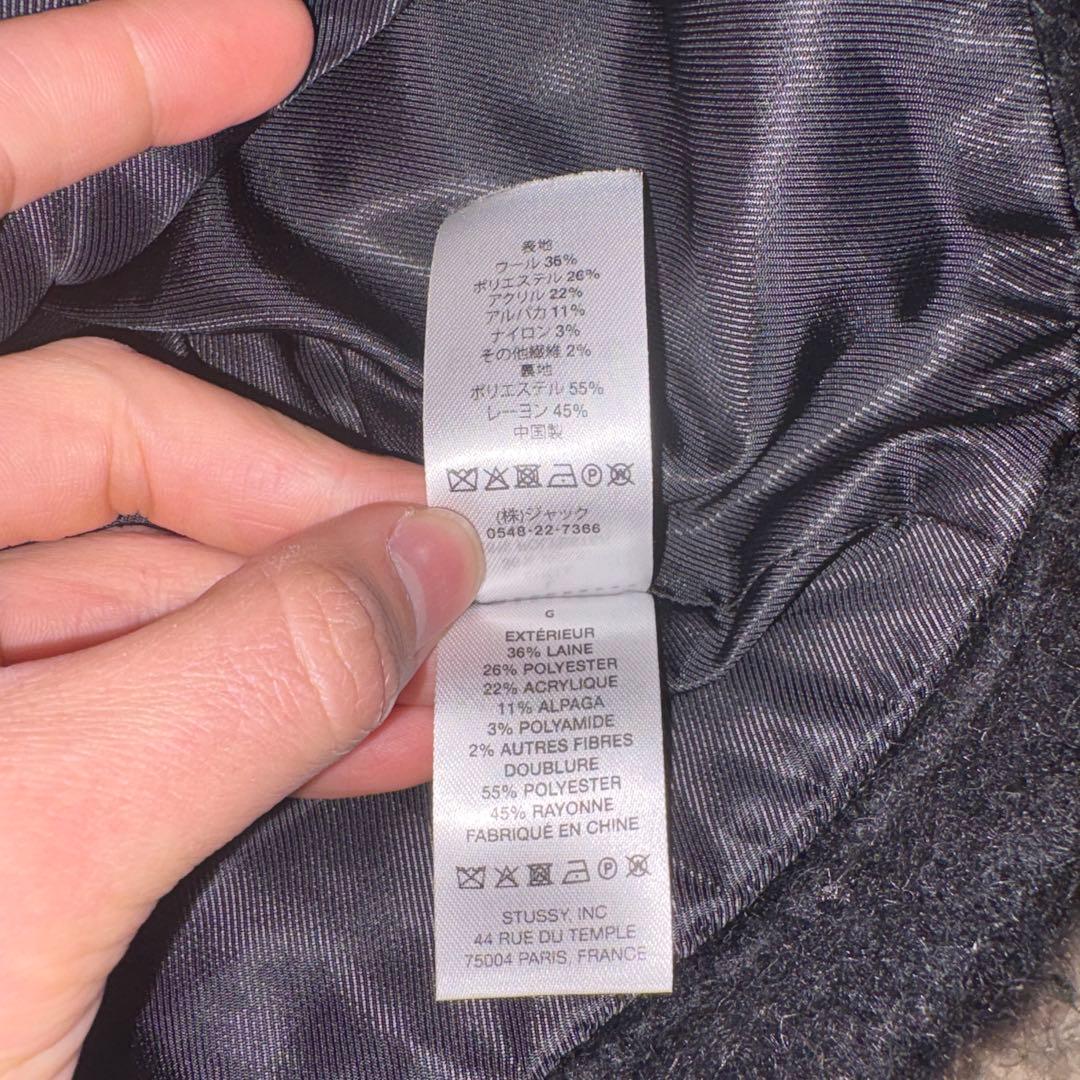 表地
ウール 36%
ポリエステル 26%
アクリル 22%
アルパカ 11%
ナイロン 3%
その他繊維 2%
裏地
ポリエステル 55%
レーヨン 45%
中国製
(株)ジャック
0548-22-7366
G
EXTÉRIEUR
36% LAINE
26% POLYESTER
22% ACRYLIQUE
11% ALPAGA
3% POLYAMIDE
2% AUTRES FIBRES
DOUBLURE
55% POLYESTER
45% RAYONNE
FABRIQUÉ EN CHINE
STUSSY, INC
44 RUE DU TEMPLE
75004 PARIS, FRANCE